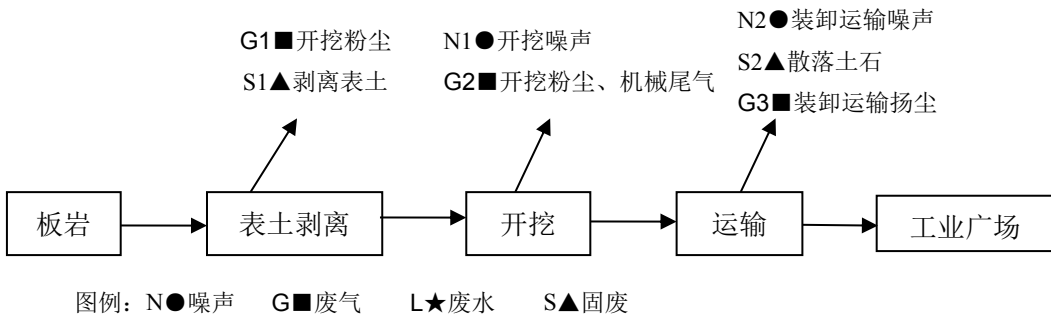 G1■开挖粉尘
S1▲剥离表土
N1●开挖噪声
G2■开挖粉尘、机械尾气
N2●装卸运输噪声
S2▲散落土石
G3■装卸运输扬尘
板岩
表土剥离
开挖
运输
工业广场
图例：N●噪声 G■废气 L★废水 S▲固废